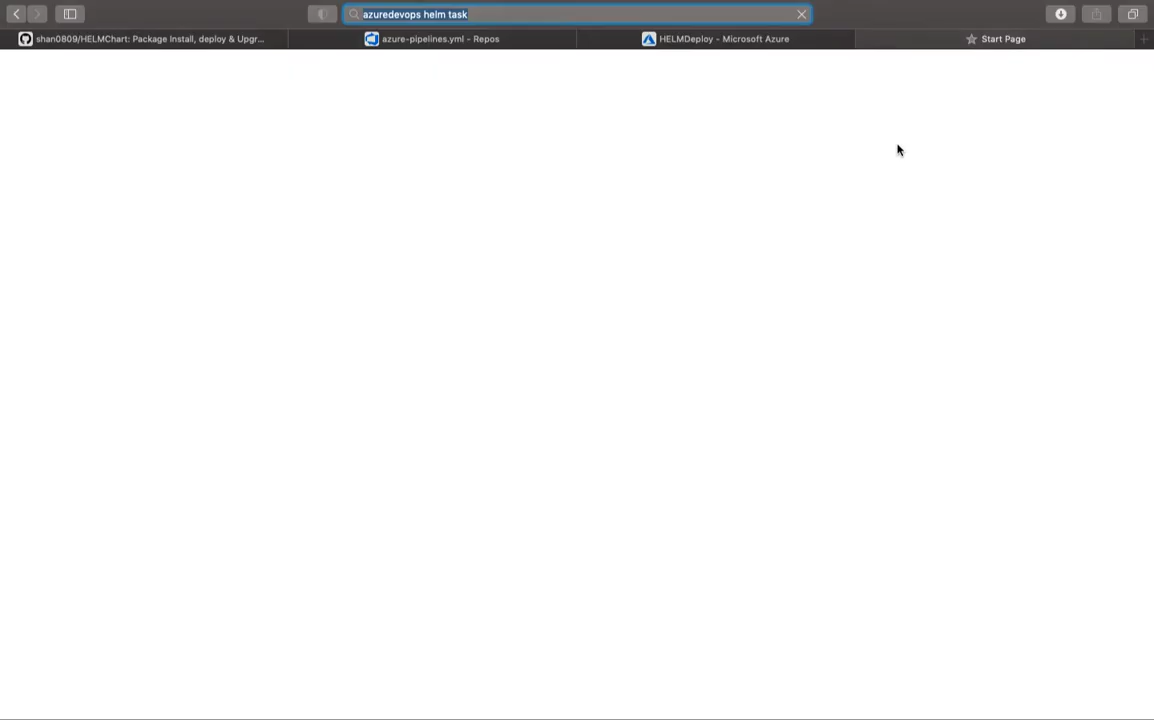 azuredevops helm task
shan0809/HELMChart: Package Install, deploy & Upgr...
azure-pipelines.yml - Repos
HELMDeploy - Microsoft Azure
Start Page